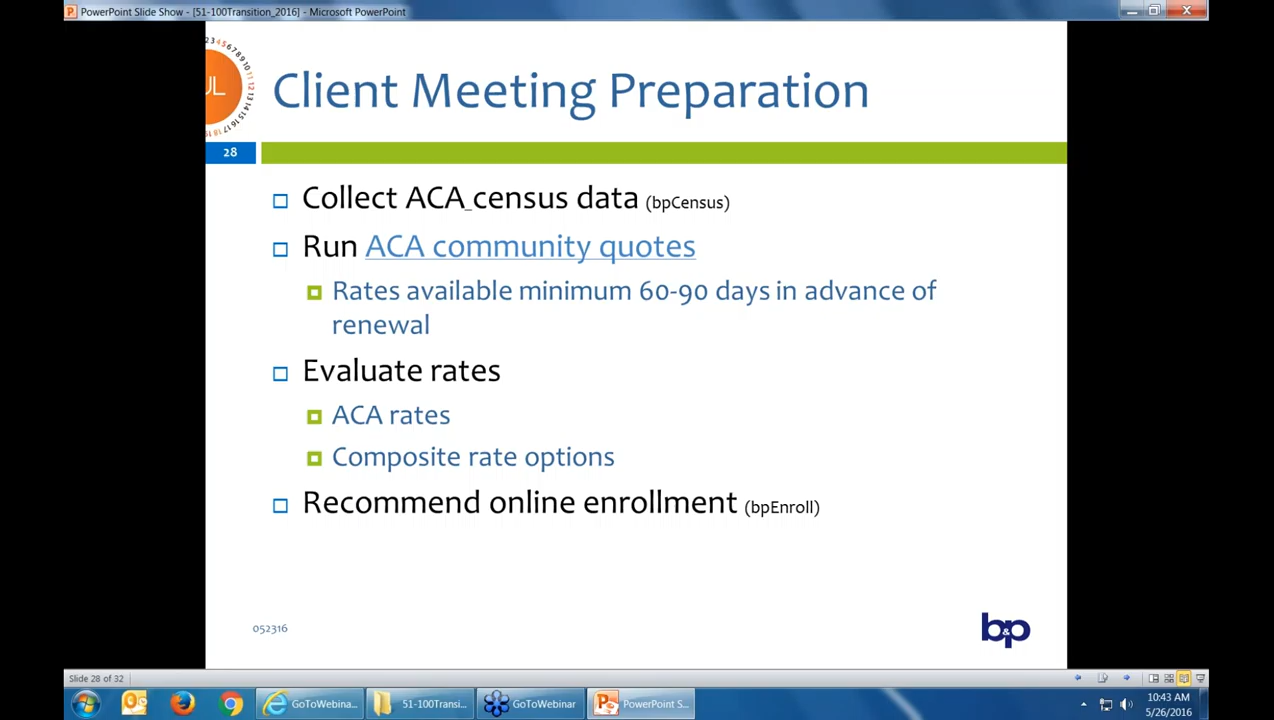 PowerPoint Slide Show - [51-100Transition_2016] - Microsoft PowerPoint
UL
Client Meeting Preparation
28
Collect ACA census data (bpCensus)
Run ACA community quotes
Rates available minimum 60-90 days in advance of
renewal
Evaluate rates
ACA rates
Composite rate options
Recommend online enrollment (bpEnroll)
052316
b&p
Slide 28 of 32
GoToWebina...
51-100Transi...
GoToWebinar
PowerPoint S...
10:43 AM
5/26/2016